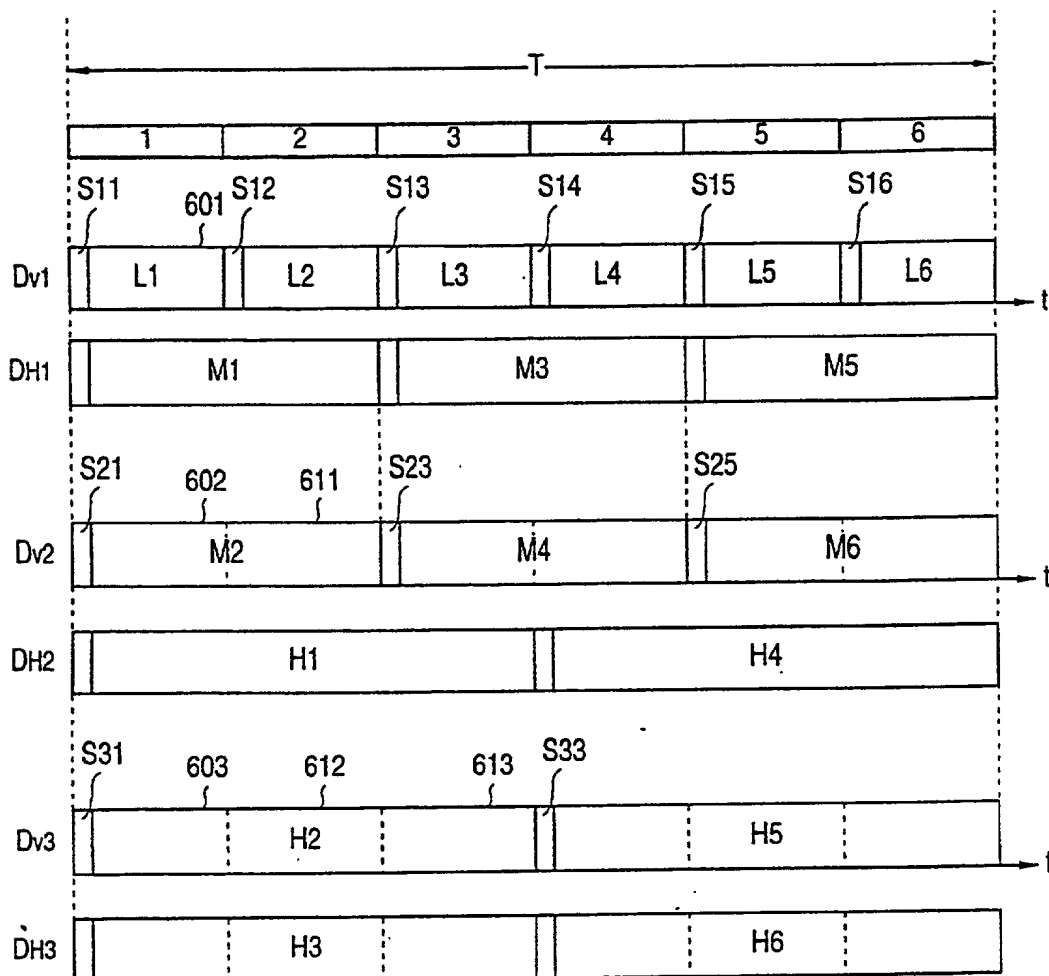 T
1 2 3 4 5 6
S11 601 S12 S13 S14 S15 S16
Dv1 L1 L2 L3 L4 L5 L6 t
DH1 M1 M3 M5
S21 602 611 S23 S25
Dv2 M2 M4 M6 t
DH2 H1 H4
S31 603 612 613 S33
Dv3 H2 H5 t
DH3 H3 H6